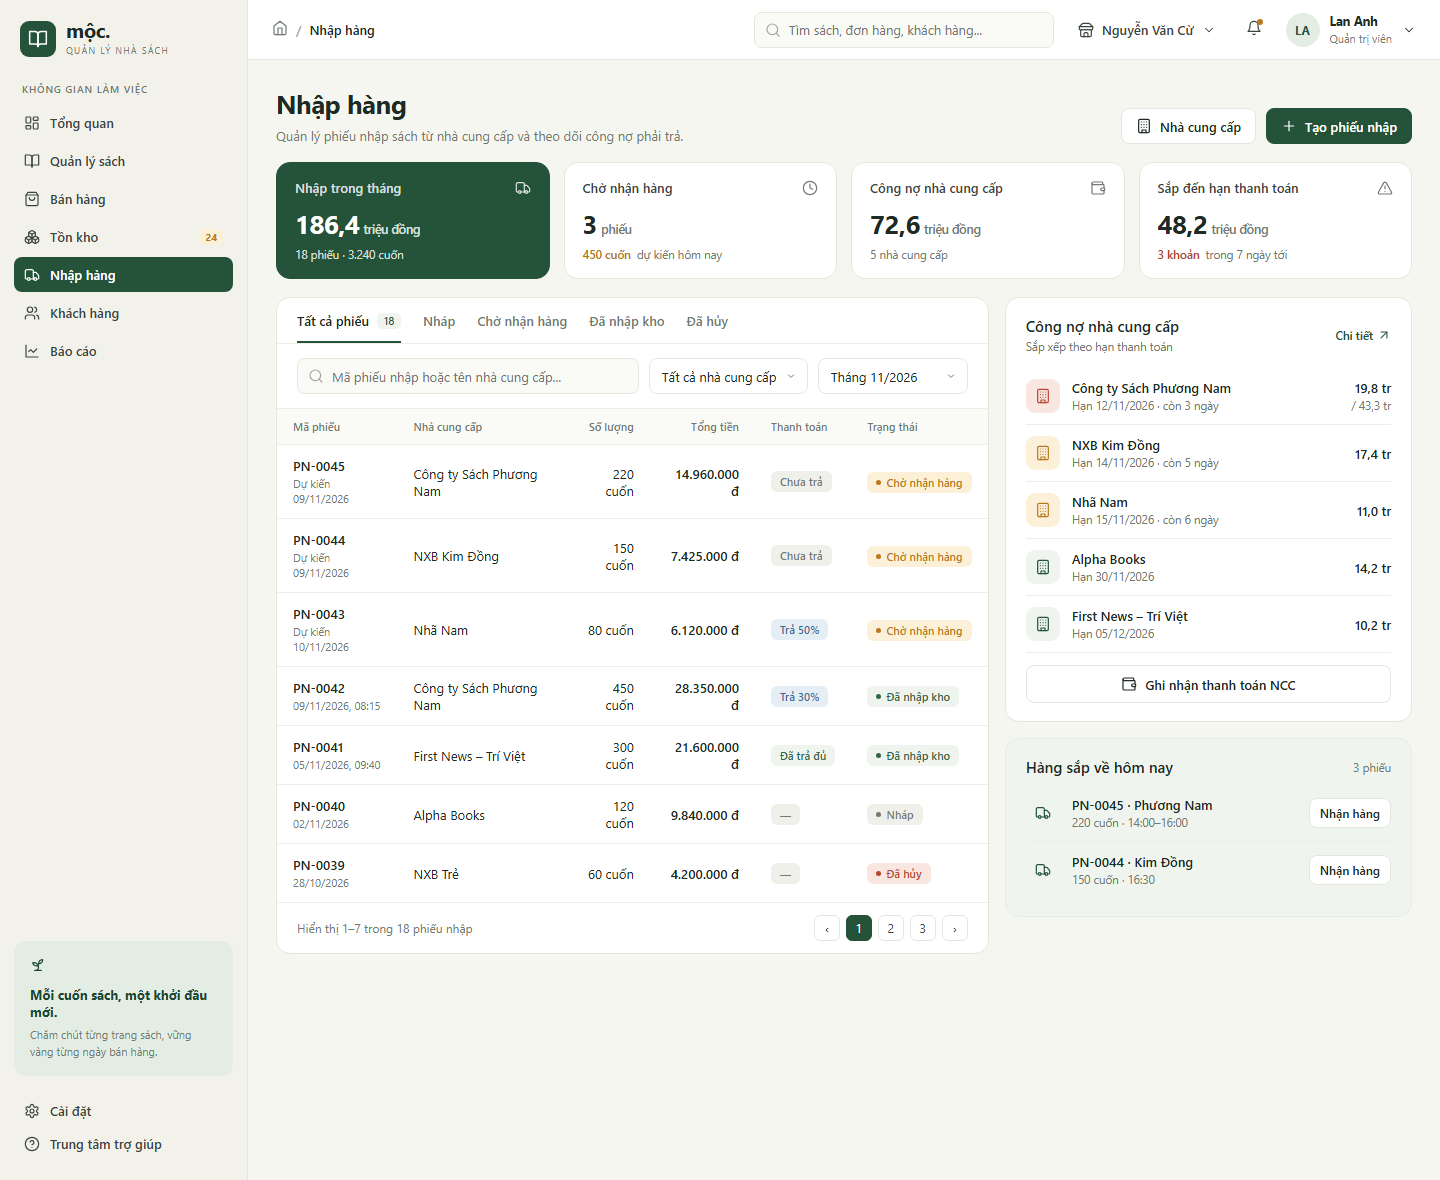 mộc.
QUẢN LÝ NHÀ SÁCH
KHÔNG GIAN LÀM VIỆC
Tổng quan
Quản lý sách
Bán hàng
Tồn kho 24
Nhập hàng
Khách hàng
Báo cáo
Mỗi cuốn sách, một khởi đầu
mới.
Chăm chút từng trang sách, vững
vàng từng ngày bán hàng.
Cài đặt
Trung tâm trợ giúp
/ Nhập hàng
Tìm sách, đơn hàng, khách hàng...
Nguyễn Văn Cừ
LA
Lan Anh
Quản trị viên
Nhập hàng
Quản lý phiếu nhập sách từ nhà cung cấp và theo dõi công nợ phải trả.
Nhà cung cấp
Tạo phiếu nhập
Nhập trong tháng
186,4 triệu đồng
18 phiếu · 3.240 cuốn
Chờ nhận hàng
3 phiếu
450 cuốn dự kiến hôm nay
Công nợ nhà cung cấp
72,6 triệu đồng
5 nhà cung cấp
Sắp đến hạn thanh toán
48,2 triệu đồng
3 khoản trong 7 ngày tới
Tất cả phiếu 18 Nháp Chờ nhận hàng Đã nhập kho Đã hủy
Mã phiếu nhập hoặc tên nhà cung cấp...
Tất cả nhà cung cấp
Tháng 11/2026
Mã phiếu Nhà cung cấp Số lượng Tổng tiền Thanh toán Trạng thái
PN-0045
Dự kiến
09/11/2026
Công ty Sách Phương
Nam
220
cuốn
14.960.000
đ
Chưa trả
Chờ nhận hàng
PN-0044
Dự kiến
09/11/2026
NXB Kim Đồng
150
cuốn
7.425.000 đ
Chưa trả
Chờ nhận hàng
PN-0043
Dự kiến
10/11/2026
Nhã Nam
80 cuốn
6.120.000 đ
Trả 50%
Chờ nhận hàng
PN-0042
09/11/2026, 08:15
Công ty Sách Phương
Nam
450
cuốn
28.350.000
đ
Trả 30%
Đã nhập kho
PN-0041
05/11/2026, 09:40
First News – Trí Việt
300
cuốn
21.600.000
đ
Đã trả đủ
Đã nhập kho
PN-0040
02/11/2026
Alpha Books
120
cuốn
9.840.000 đ
—
Nháp
PN-0039
28/10/2026
NXB Trẻ
60 cuốn
4.200.000 đ
—
Đã hủy
Hiển thị 1–7 trong 18 phiếu nhập
‹ 1 2 3 ›
Công nợ nhà cung cấp
Sắp xếp theo hạn thanh toán
Chi tiết
Công ty Sách Phương Nam
Hạn 12/11/2026 · còn 3 ngày
19,8 tr
/ 43,3 tr
NXB Kim Đồng
Hạn 14/11/2026 · còn 5 ngày
17,4 tr
Nhã Nam
Hạn 15/11/2026 · còn 6 ngày
11,0 tr
Alpha Books
Hạn 30/11/2026
14,2 tr
First News – Trí Việt
Hạn 05/12/2026
10,2 tr
Ghi nhận thanh toán NCC
Hàng sắp về hôm nay
3 phiếu
PN-0045 · Phương Nam
220 cuốn · 14:00–16:00
Nhận hàng
PN-0044 · Kim Đồng
150 cuốn · 16:30
Nhận hàng